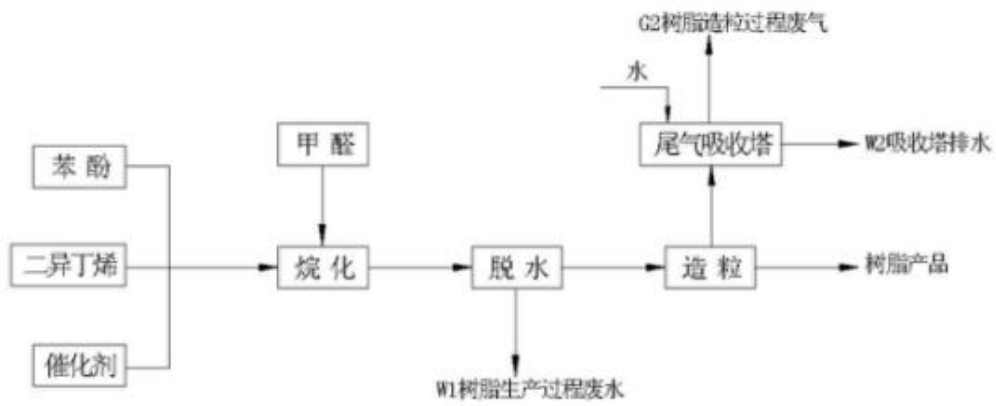 G2树脂造粒过程废气
水
甲醛
尾气吸收塔
W2吸收塔排水
苯酚
二异丁烯
烷化
脱水
造粒
树脂产品
催化剂
W1树脂生产过程废水